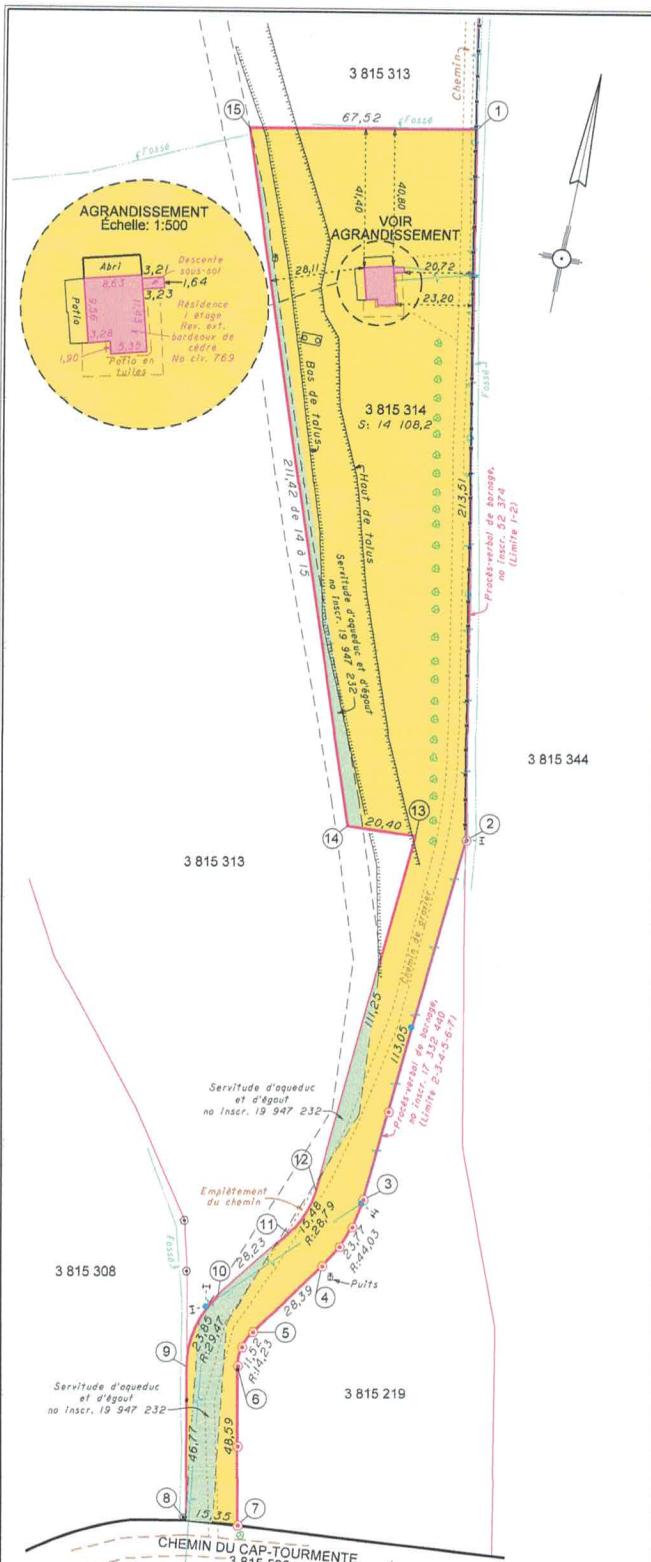 3 815 313
Chemin
15
67,52
Fossé
1
Fossé
41,40
40,80
AGRANDISSEMENT
Échelle: 1:500
VOIR
AGRANDISSEMENT
Abri
3,21
Descente
sous-sol
8,63
1,64
3,23
Patio
9,56
11,43
Résidence
1 étage
Rev. ext.
bardeaux de
cèdre
No civ. 769
3,28
5,35
1,90
Patio en
tuiles
28,11
20,72
23,20
Bas de talus
3 815 314
S: 14 108,2
Fossé
Haut de talus
213,51
211,42 de 14 à 15
Procès-verbal de bornage,
no inscr. 52 374
(Limite 1-2)
Servitude d'aqueduc et d'égout
no inscr. 19 947 232
3 815 344
20,40
13
2
14
3 815 313
Chemin de gravier
111,25
113,05
Procès-verbal de bornage,
no inscr. 17 332 440
(Limite 2-3-4-5-6-7)
Servitude d'aqueduc
et d'égout
no inscr. 19 947 232
12
Empiètement
du chemin
3
11
15,48
R:28,79
23,77
R:44,03
28,23
Fossé
3 815 308
10
4
Puits
28,39
23,85
R:29,47
5
9
11,52
R:14,23
6
3 815 219
Servitude d'aqueduc
et d'égout
no inscr. 19 947 232
46,77
48,59
8
15,35
7
CHEMIN DU CAP-TOURMENTE